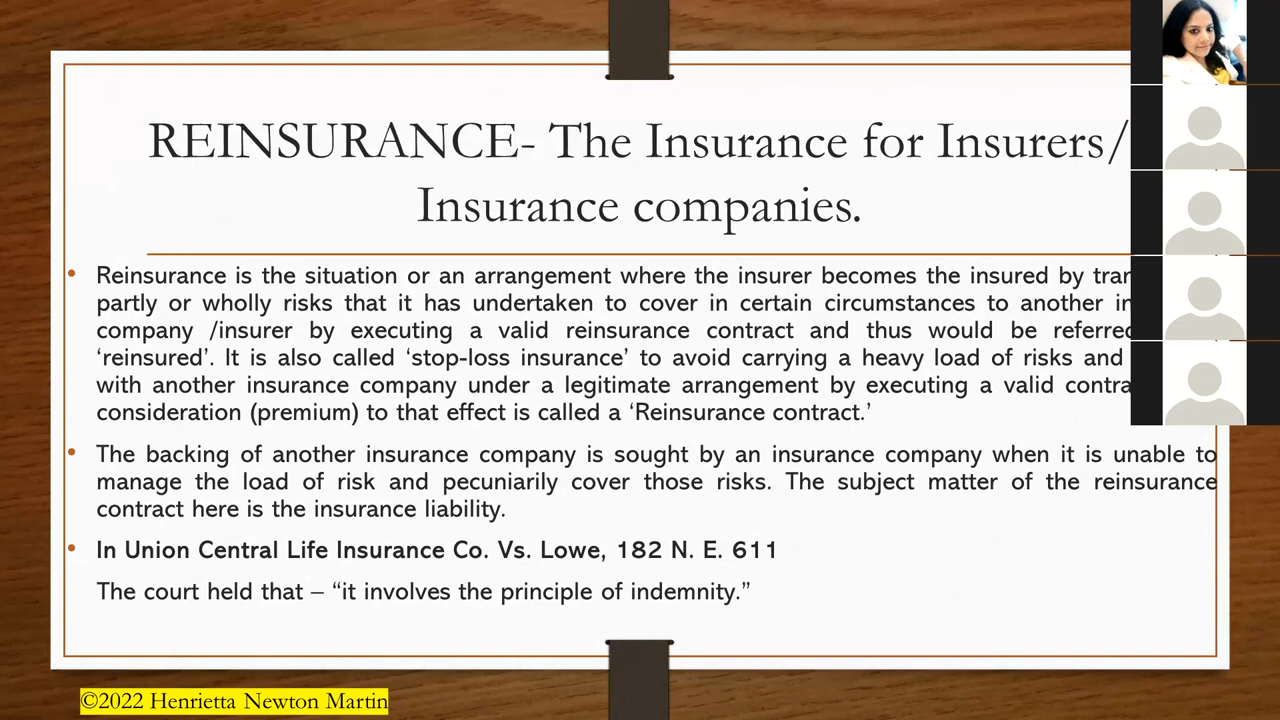 REINSURANCE- The Insurance for Insurers/
Insurance companies.
• Reinsurance is the situation or an arrangement where the insurer becomes the insured by
partly or wholly risks that it has undertaken to cover in certain circumstances to another
company /insurer by executing a valid reinsurance contract and thus would be
‘reinsured’. It is also called ‘stop-loss insurance’ to avoid carrying a heavy load of risks and
with another insurance company under a legitimate arrangement by executing a valid
consideration (premium) to that effect is called a ‘Reinsurance contract.’
• The backing of another insurance company is sought by an insurance company when it is unable to
manage the load of risk and pecuniarily cover those risks. The subject matter of the reinsurance
contract here is the insurance liability.
• In Union Central Life Insurance Co. Vs. Lowe, 182 N. E. 611
The court held that – “it involves the principle of indemnity.”
©2022 Henrietta Newton Martin